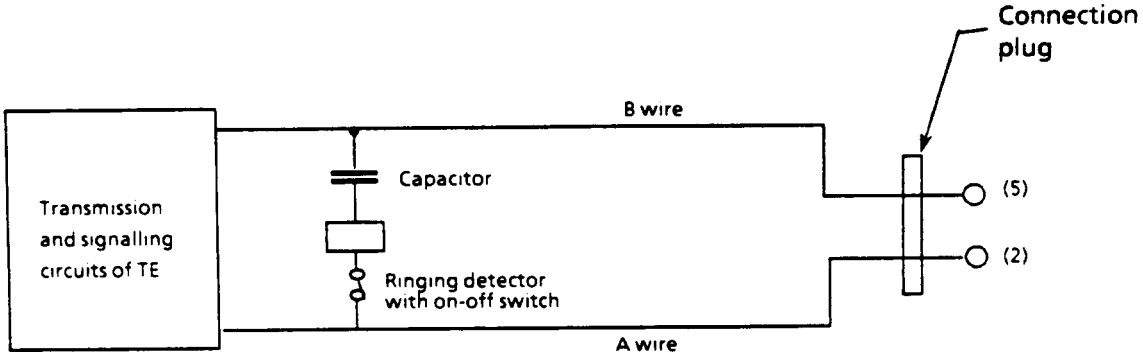 Connection
plug
B wire
Capacitor
(5)
Transmission
and signalling
circuits of TE
(2)
Ringing detector
with on-off switch
A wire